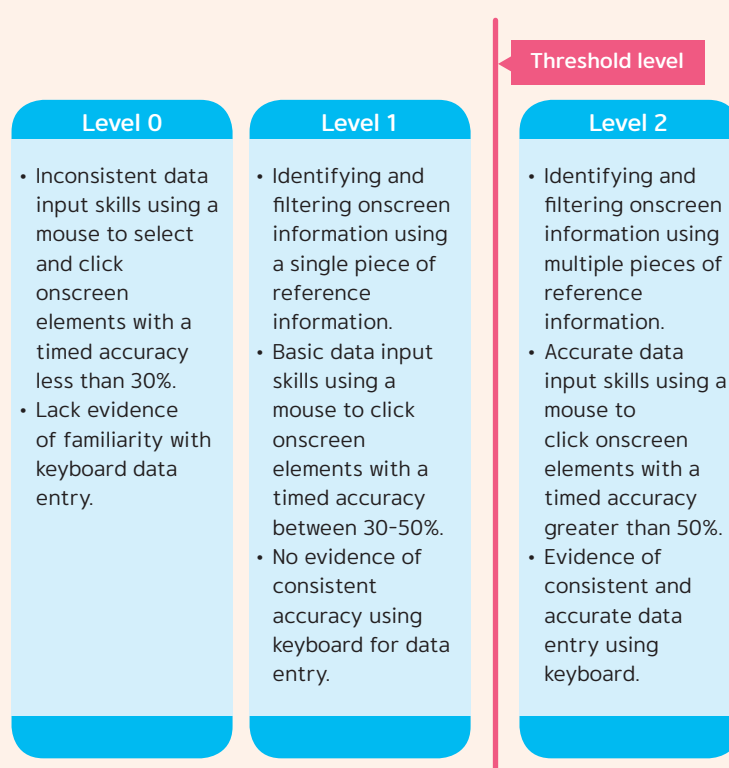 Threshold level
Level 0
• Inconsistent data
input skills using a
mouse to select
and click
onscreen
elements with a
timed accuracy
less than 30%.
• Lack evidence
of familiarity with
keyboard data
entry.
Level 1
• Identifying and
filtering onscreen
information using
a single piece of
reference
information.
• Basic data input
skills using a
mouse to click
onscreen
elements with a
timed accuracy
between 30-50%.
• No evidence of
consistent
accuracy using
keyboard for data
entry.
Level 2
• Identifying and
filtering onscreen
information using
multiple pieces of
reference
information.
• Accurate data
input skills using a
mouse to
click onscreen
elements with a
timed accuracy
greater than 50%.
• Evidence of
consistent and
accurate data
entry using
keyboard.